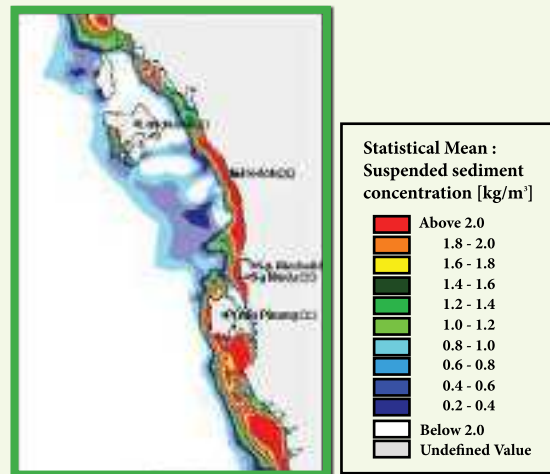 Statistical Mean :
Suspended sediment
concentration [kg/m³]
Above 2.0
1.8 - 2.0
1.6 - 1.8
1.4 - 1.6
1.2 - 1.4
1.0 - 1.2
0.8 - 1.0
0.6 - 0.8
0.4 - 0.6
0.2 - 0.4
Below 2.0
Undefined Value